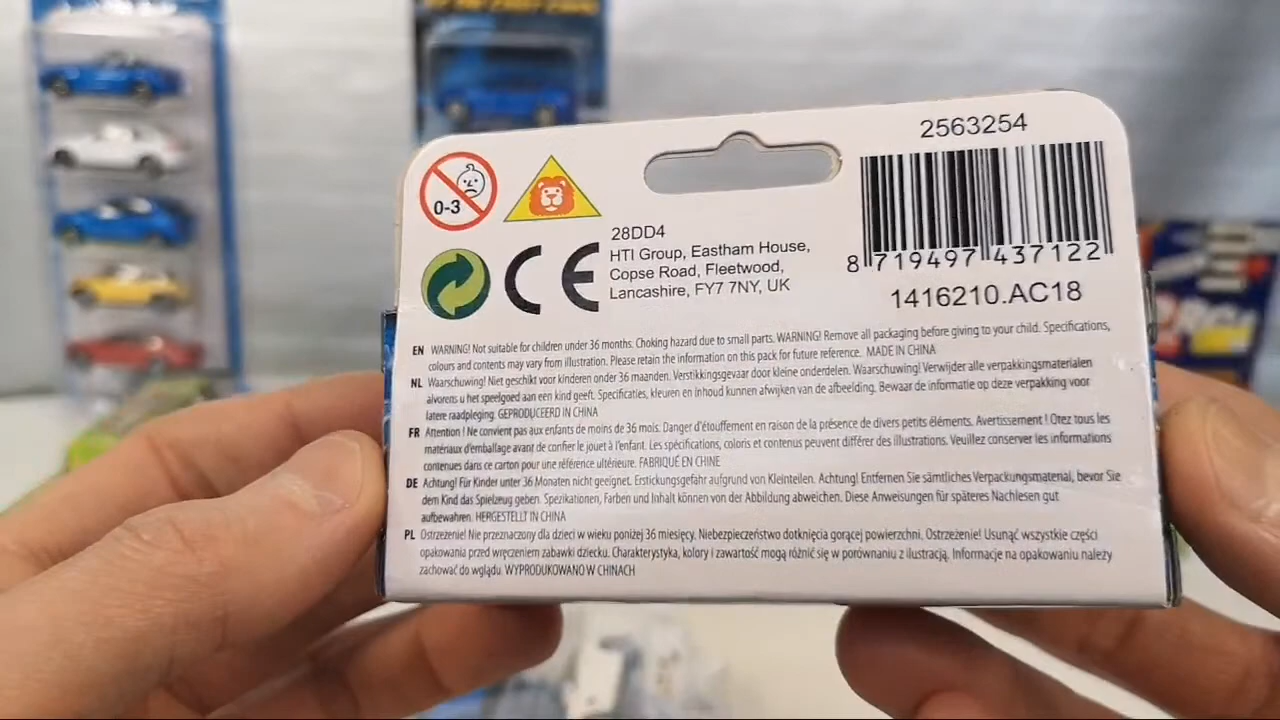 2563254
0-3
CE
8 719497 437122
1416210.AC18
28DD4
HTI Group, Eastham House,
Copse Road, Fleetwood,
Lancashire, FY7 7NY, UK
EN WARNING! Not suitable for children under 36 months. Choking hazard due to small parts. WARNING! Remove all packaging before giving to your child. Specifications,
colours and contents may vary from illustration. Please retain the information on this pack for future reference. MADE IN CHINA
NL Waarschuwing! Niet geschikt voor kinderen onder 36 maanden. Verstikkingsgevaar door kleine onderdelen. Waarschuwing! Verwijder alle verpakkingsmaterialen
alvorens u het speelgoed aan een kind geeft. Specificaties, kleuren en inhoud kunnen afwijken van de afbeelding. Bewaar de informatie op deze verpakking voor
latere raadpleging. GEPRODUCEERD IN CHINA
FR Attention ! Ne convient pas aux enfants de moins de 36 mois. Danger d'étouffement en raison de la présence de divers petits éléments. Avertissement ! Otez tous les
matériaux d'emballage avant de confier le jouet à l'enfant. Les spécifications, coloris et contenus peuvent différer des illustrations. Veuillez conserver les informations
contenues dans ce carton pour une référence ultérieure. FABRIQUÉ EN CHINE
DE Achtung! Für Kinder unter 36 Monaten nicht geeignet. Erstickungsgefahr aufgrund von Kleinteilen. Achtung! Entfernen Sie sämtliches Verpackungsmaterial, bevor Sie
dem Kind das Spielzeug geben. Spezikationen, Farben und Inhalt können von der Abbildung abweichen. Diese Anweisungen für späteres Nachlesen gut
aufbewahren. HERGESTELLT IN CHINA
PL Ostrzeżenie! Nie przeznaczony dla dzieci w wieku poniżej 36 miesięcy. Niebezpieczeństwo dotknięcia gorącej powierzchni. Ostrzeżenie! Usunąć wszystkie części
opakowania przed wręczeniem zabawki dziecku. Charakterystyka, kolory i zawartość mogą różnić się w porównaniu z ilustracją. Informacje na opakowaniu należy
zachować do wglądu. WYPRODUKOWANO W CHINACH